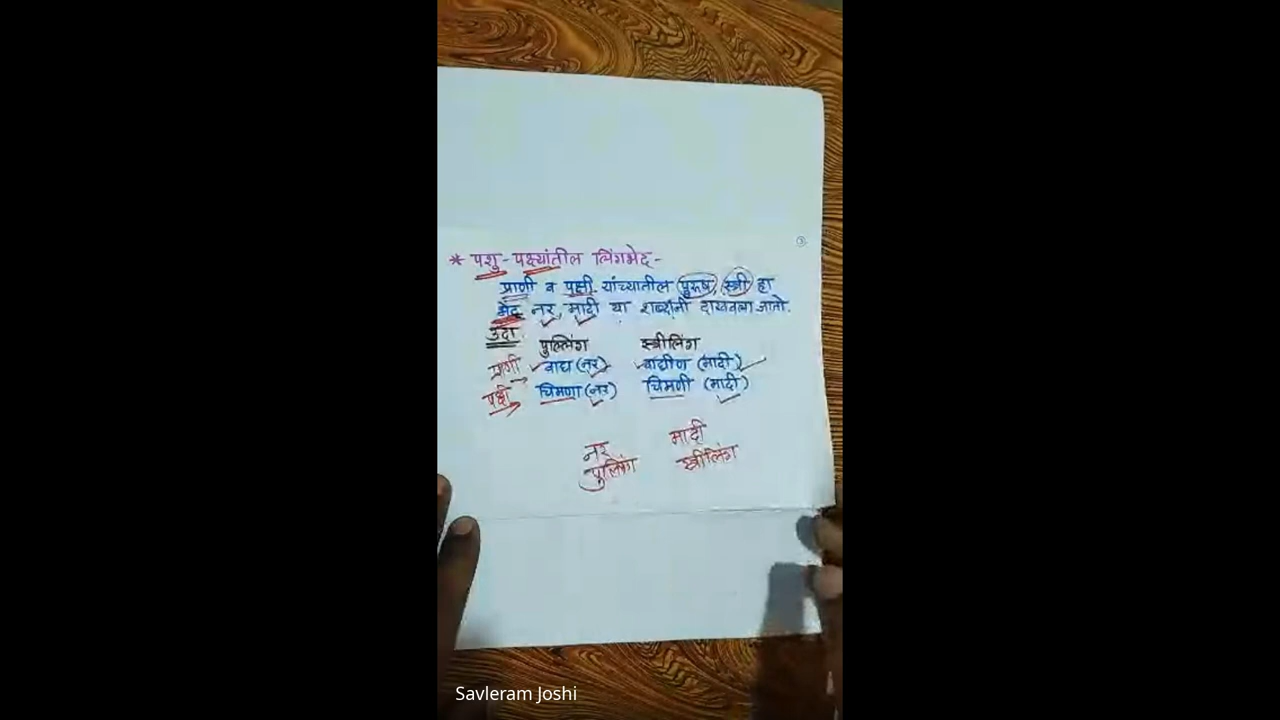 * पशु-पक्ष्यांतील लिंगभेद-
प्राणी व पक्षी यांच्यातील पुरुष, स्त्री हा
भेद नर, मादी या शब्दांनी दाखवला जातो.
उदा. पुल्लिंग स्त्रीलिंग
प्राणी वाघ (नर) वाघीण (मादी)
पक्षी चिमणा (नर) चिमणी (मादी)
नर मादी
पुल्लिंग स्त्रीलिंग
Savleram Joshi